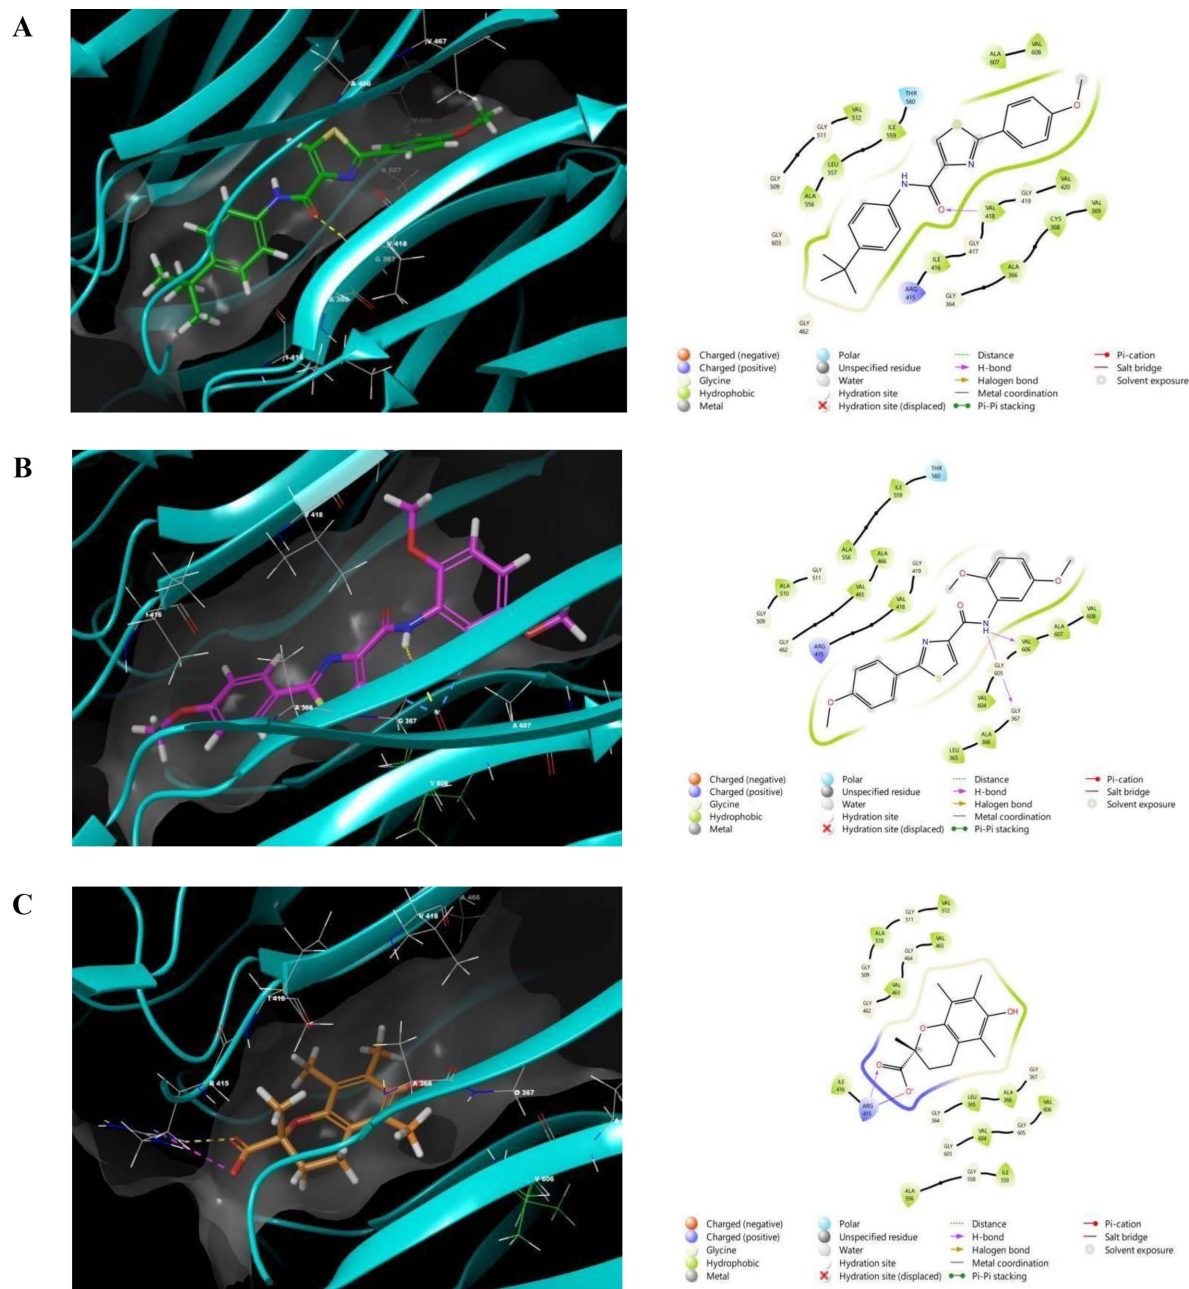 A
V 467
A 466
V 418
G 367
ALA 607
VAL 608
THR 560
VAL 512
GLY 511
ILE 559
LEU 557
GLY 509
ALA 556
GLY 603
GLY 462
S
O
N
NH
O
GLY 419
VAL 420
VAL 418
CYS 368
VAL 369
GLY 417
ILE 416
ALA 366
ARG 415
GLY 364
Charged (negative)
Charged (positive)
Glycine
Hydrophobic
Metal
Polar
Unspecified residue
Water
Hydration site
Hydration site (displaced)
Distance
H-bond
Halogen bond
Metal coordination
Pi-Pi stacking
Pi-cation
Salt bridge
Solvent exposure
B
V 418
I 416
A 366
G 367
A 607
V 606
THR 560
ILE 559
ALA 556
ALA 466
GLY 511
GLY 419
ALA 510
VAL 465
VAL 418
GLY 509
GLY 462
ARG 415
O
O
O
N
N
H
S
O
VAL 608
ALA 607
VAL 606
GLY 605
VAL 604
GLY 367
ALA 366
LEU 365
Charged (negative)
Charged (positive)
Glycine
Hydrophobic
Metal
Polar
Unspecified residue
Water
Hydration site
Hydration site (displaced)
Distance
H-bond
Halogen bond
Metal coordination
Pi-Pi stacking
Pi-cation
Salt bridge
Solvent exposure
C
A 466
V 418
I 416
R 415
A 366
G 367
V 606
VAL 512
GLY 511
ALA 510
VAL 465
GLY 464
GLY 509
VAL 463
GLY 462
O
OH
O
O-
ILE 416
ARG 415
GLY 367
LEU 365
ALA 366
VAL 606
GLY 364
GLY 605
VAL 604
GLY 603
GLY 558
ILE 559
ALA 556
Charged (negative)
Charged (positive)
Glycine
Hydrophobic
Metal
Polar
Unspecified residue
Water
Hydration site
Hydration site (displaced)
Distance
H-bond
Halogen bond
Metal coordination
Pi-Pi stacking
Pi-cation
Salt bridge
Solvent exposure